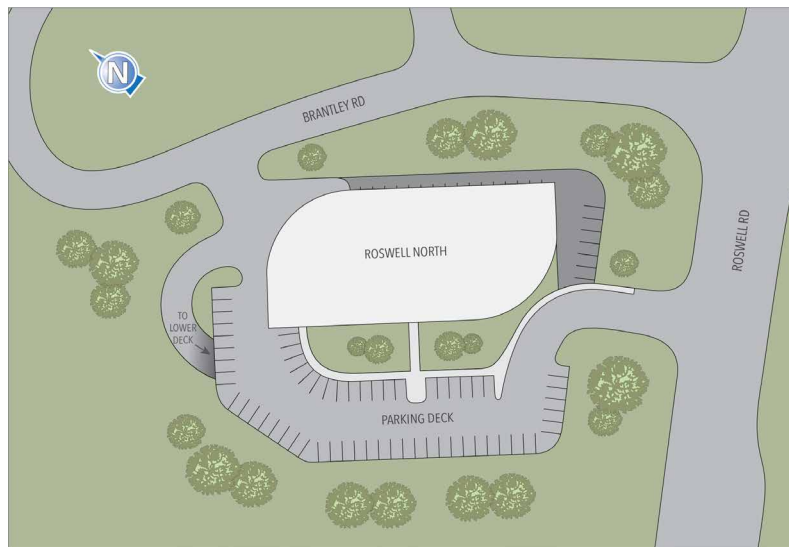 N
BRANTLEY RD
ROSWELL NORTH
ROSWELL RD
TO
LOWER
DECK
PARKING DECK